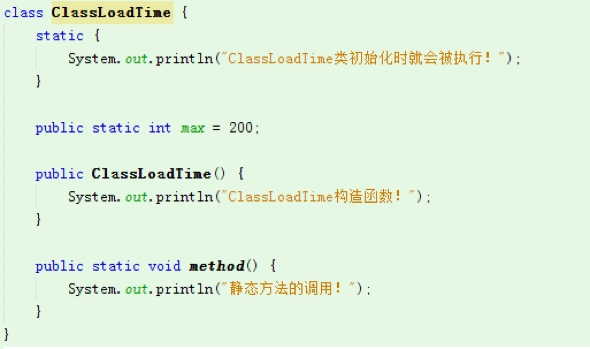 class ClassLoadTime {
static {
System.out.println("ClassLoadTime类初始化时就会被执行!");
}
public static int max = 200;
public ClassLoadTime() {
System.out.println("ClassLoadTime构造函数!");
}
public static void method() {
System.out.println("静态方法的调用!");
}
}